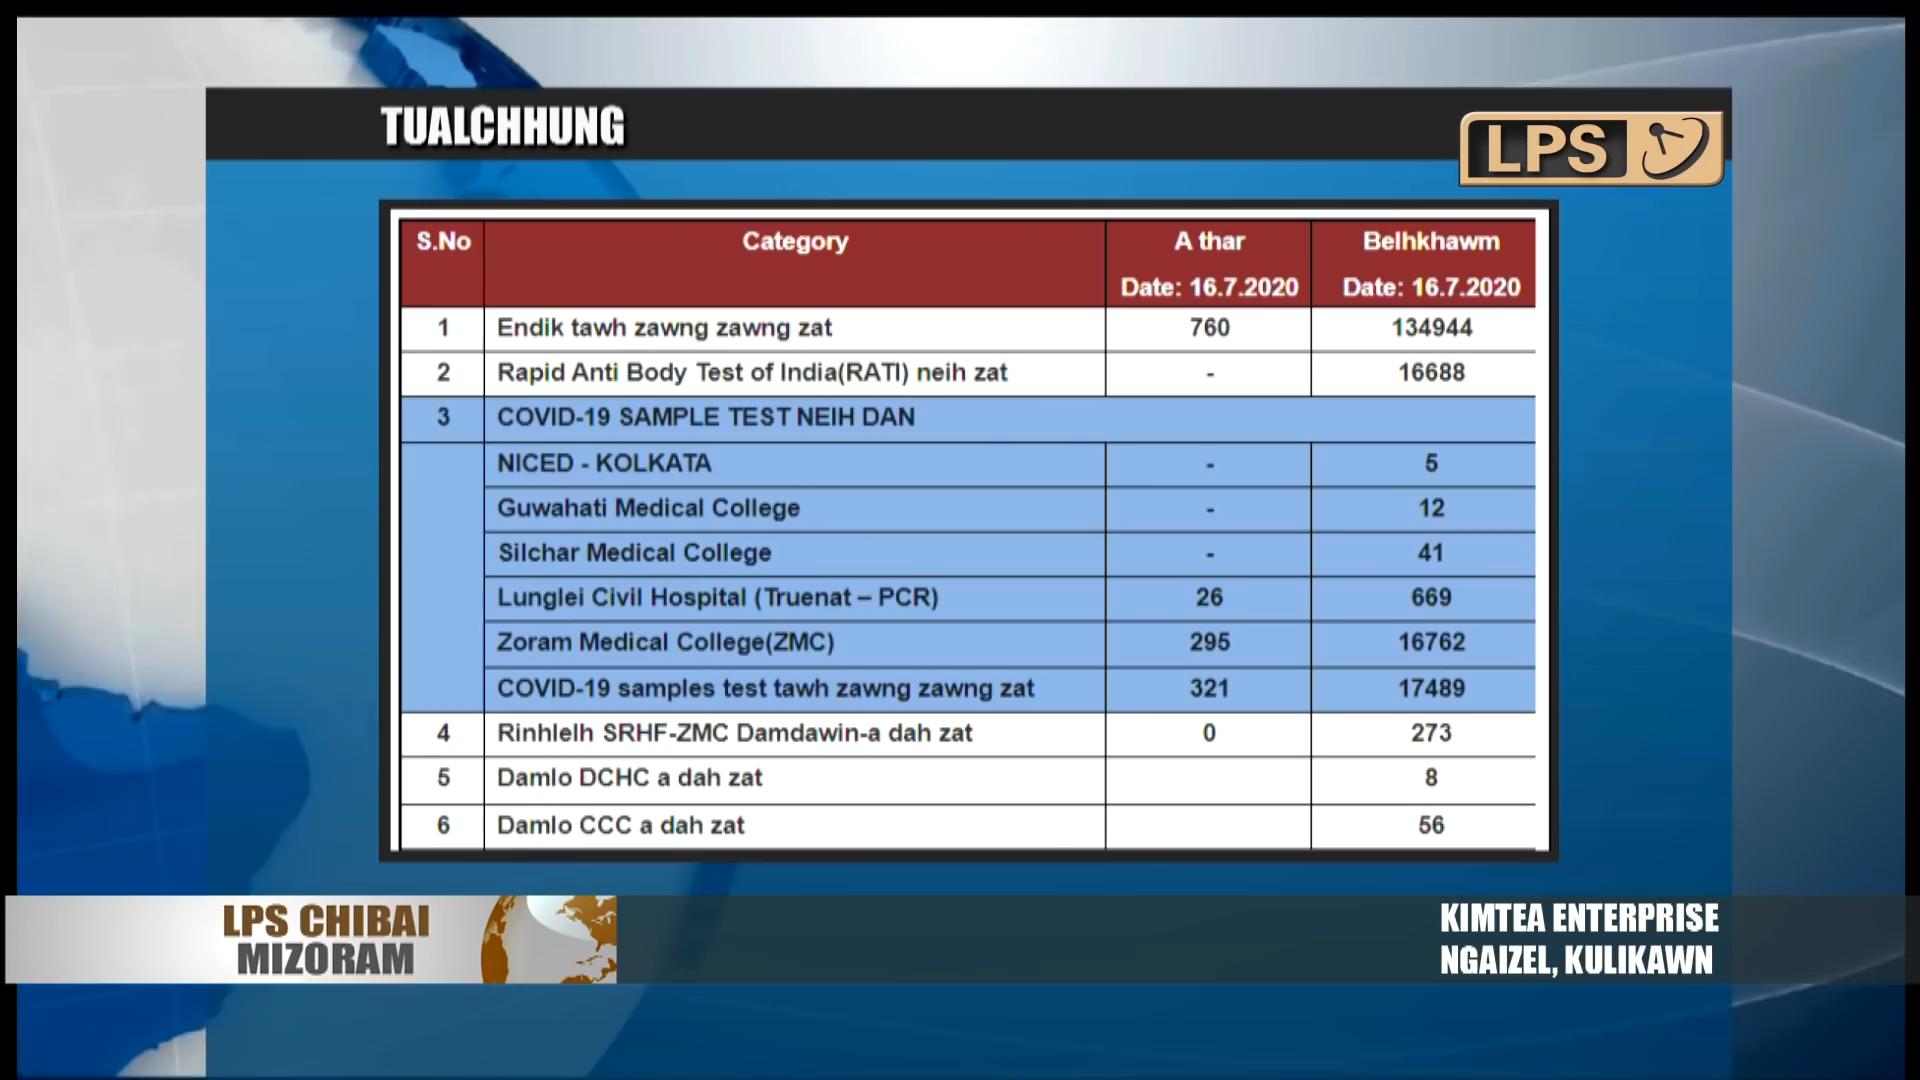 TUALCHHUNG
LPS
S.No Category A thar Belhkhawm
Date: 16.7.2020 Date: 16.7.2020
1 Endik tawh zawng zawng zat 760 134944
2 Rapid Anti Body Test of India(RATI) neih zat - 16688
3 COVID-19 SAMPLE TEST NEIH DAN
NICED - KOLKATA - 5
Guwahati Medical College - 12
Silchar Medical College - 41
Lunglei Civil Hospital (Truenat – PCR) 26 669
Zoram Medical College(ZMC) 295 16762
COVID-19 samples test tawh zawng zawng zat 321 17489
4 Rinhlelh SRHF-ZMC Damdawin-a dah zat 0 273
5 Damlo DCHC a dah zat 8
6 Damlo CCC a dah zat 56
LPS CHIBAI
MIZORAM
KIMTEA ENTERPRISE
NGAIZEL, KULIKAWN